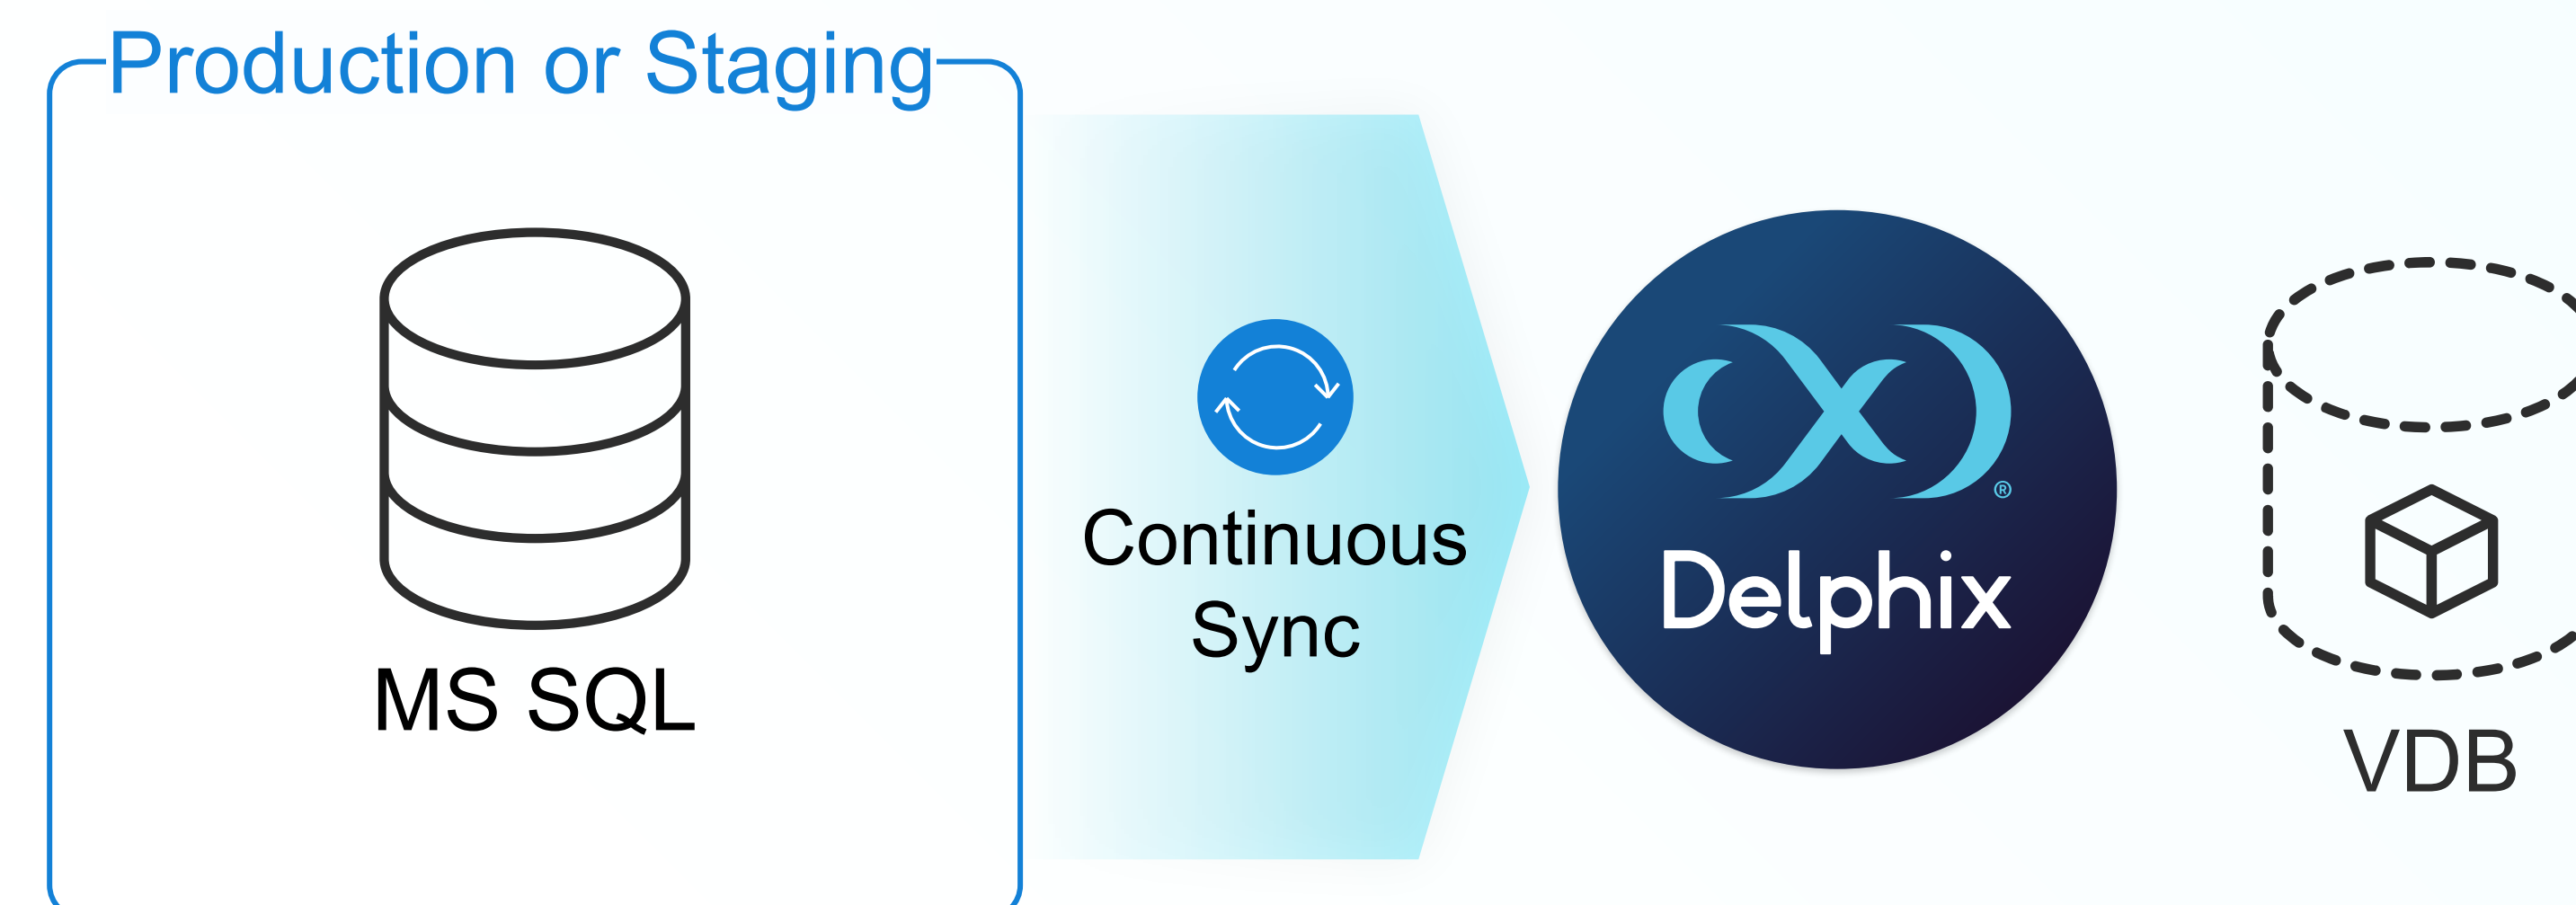 Production or Staging
MS SQL
Continuous
Sync
®
Delphix
VDB